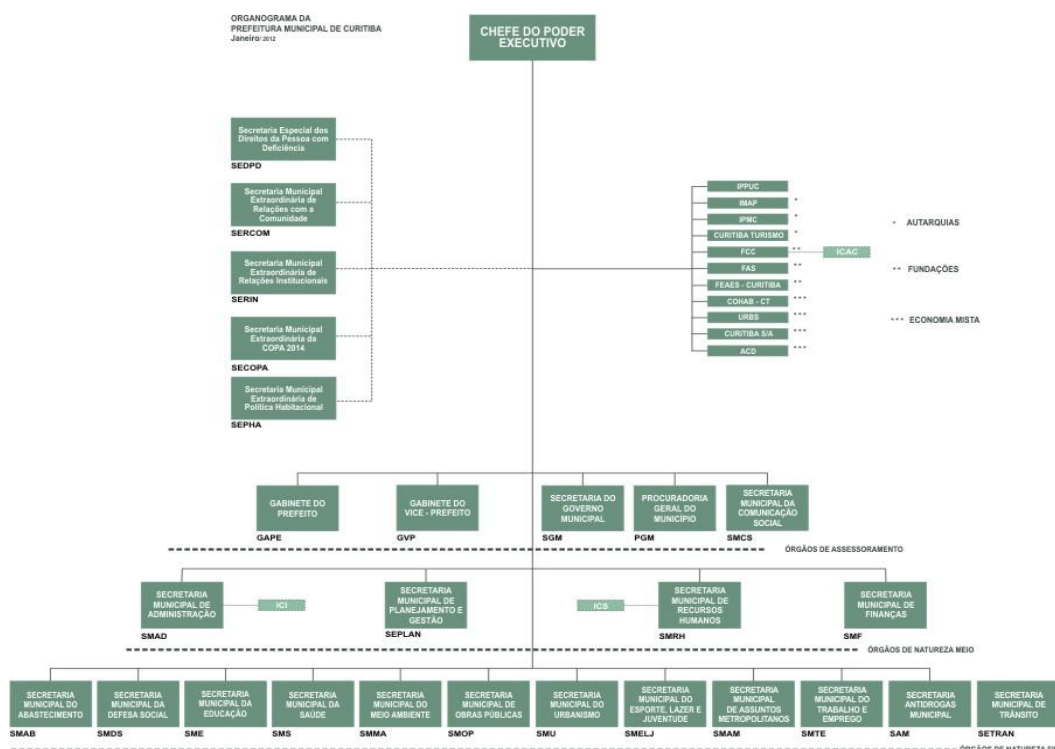 ORGANOGRAMA DA
PREFEITURA MUNICIPAL DE CURITIBA
Janeiro/ 2012
CHEFE DO PODER
EXECUTIVO
Secretaria Especial dos
Direitos da Pessoa com
Deficiência
SEDPD
Secretaria Municipal
Extraordinária de
Relações com a
Comunidade
SERCOM
Secretaria Municipal
Extraordinária de
Relações Institucionais
SERIN
Secretaria Municipal
Extraordinária da
COPA 2014
SECOPA
Secretaria Municipal
Extraordinária de
Política Habitacional
SEPHA
IPPUC
IMAP *
IPMC *
CURITIBA TURISMO *
FCC ** ICAC
FAS **
FEAES - CURITIBA **
COHAB - CT ***
URBS ***
CURITIBA S/A ***
ACD ***
* AUTARQUIAS
** FUNDAÇÕES
*** ECONOMIA MISTA
GABINETE DO
PREFEITO
GAPE
GABINETE DO
VICE - PREFEITO
GVP
SECRETARIA DO
GOVERNO
MUNICIPAL
SGM
PROCURADORIA
GERAL DO
MUNICÍPIO
PGM
SECRETARIA
MUNICIPAL DA
COMUNICAÇÃO
SOCIAL
SMCS
ÓRGÃOS DE ASSESSORAMENTO
SECRETARIA
MUNICIPAL DE
ADMINISTRAÇÃO
SMAD
ICI
SECRETARIA
MUNICIPAL DE
PLANEJAMENTO E
GESTÃO
SEPLAN
ICS
SECRETARIA
MUNICIPAL DE
RECURSOS
HUMANOS
SMRH
SECRETARIA
MUNICIPAL DE
FINANÇAS
SMF
ÓRGÃOS DE NATUREZA MEIO
SECRETARIA
MUNICIPAL DO
ABASTECIMENTO
SMAB
SECRETARIA
MUNICIPAL DA
DEFESA SOCIAL
SMDS
SECRETARIA
MUNICIPAL DA
EDUCAÇÃO
SME
SECRETARIA
MUNICIPAL DA
SAÚDE
SMS
SECRETARIA
MUNICIPAL DO
MEIO AMBIENTE
SMMA
SECRETARIA
MUNICIPAL DE
OBRAS PÚBLICAS
SMOP
SECRETARIA
MUNICIPAL DO
URBANISMO
SMU
SECRETARIA
MUNICIPAL DO
ESPORTE, LAZER E
JUVENTUDE
SMELJ
SECRETARIA
MUNICIPAL
DE ASSUNTOS
METROPOLITANOS
SMAM
SECRETARIA
MUNICIPAL DO
TRABALHO E
EMPREGO
SMTE
SECRETARIA
ANTIDROGAS
MUNICIPAL
SAM
SECRETARIA
MUNICIPAL DE
TRÂNSITO
SETRAN
ÓRGÃOS DE NATUREZA